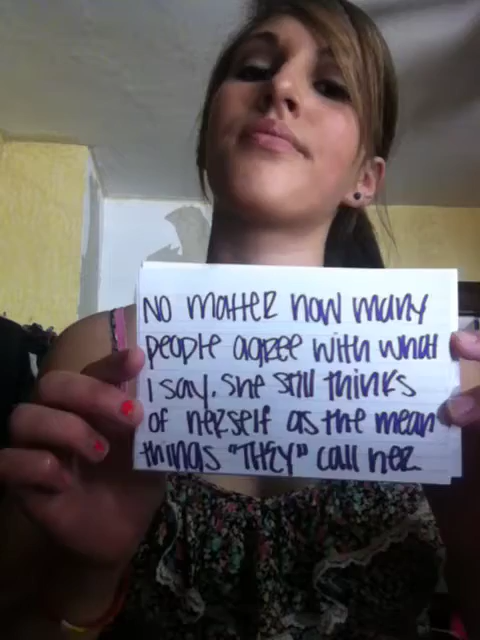 NO MATTER HOW MANY
PEOPLE AGREE WITH WHAT
I SAY. SHE STILL THINKS
OF HERSELF AS THE MEAN
THINGS "THEY" CALL HER